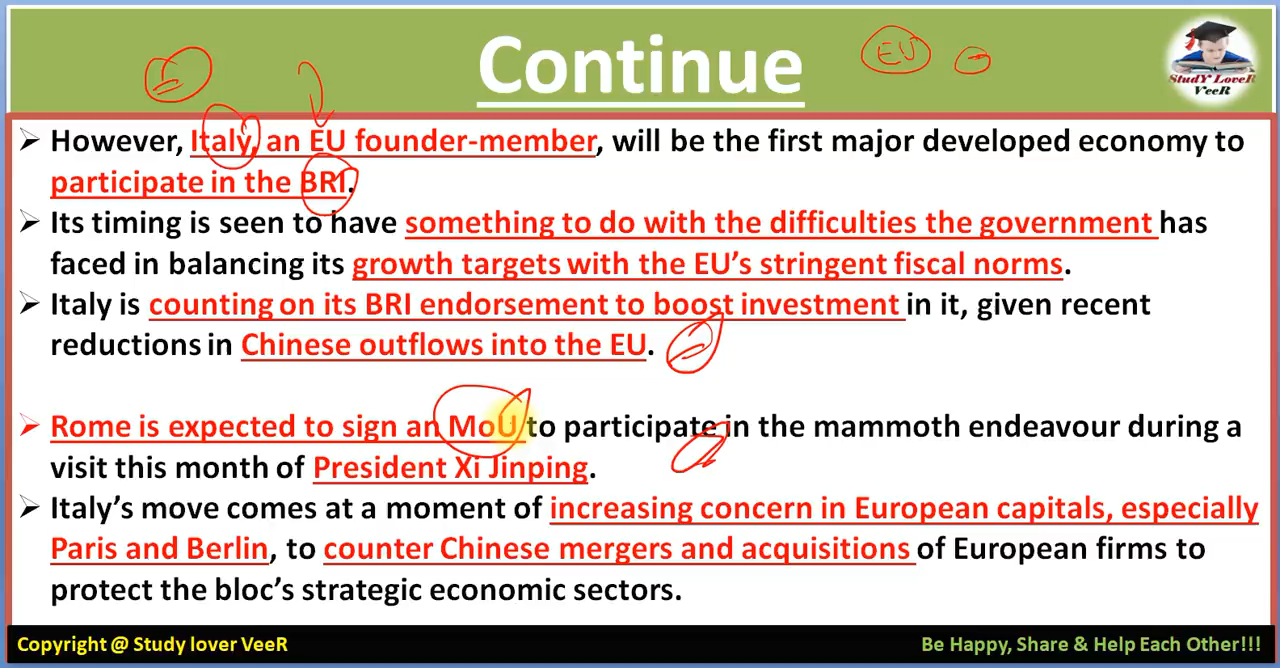 Continue
EU
StudY LoveR
VeeR
➢ However, Italy, an EU founder-member, will be the first major developed economy to
participate in the BRI.
➢ Its timing is seen to have something to do with the difficulties the government has
faced in balancing its growth targets with the EU’s stringent fiscal norms.
➢ Italy is counting on its BRI endorsement to boost investment in it, given recent
reductions in Chinese outflows into the EU.
➢ Rome is expected to sign an MoU to participate in the mammoth endeavour during a
visit this month of President Xi Jinping.
➢ Italy’s move comes at a moment of increasing concern in European capitals, especially
Paris and Berlin, to counter Chinese mergers and acquisitions of European firms to
protect the bloc’s strategic economic sectors.
Copyright @ Study lover VeeR
Be Happy, Share & Help Each Other!!!